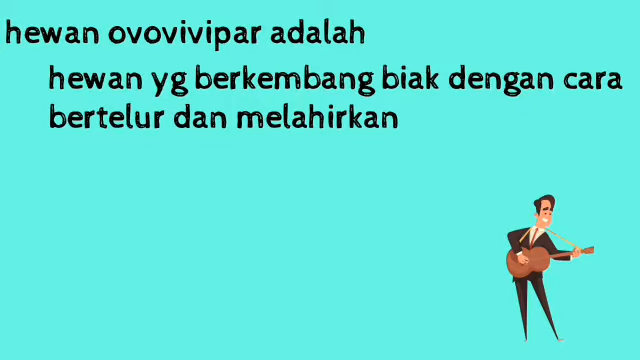 hewan ovovivipar adalah
hewan yg berkembang biak dengan cara
bertelur dan melahirkan